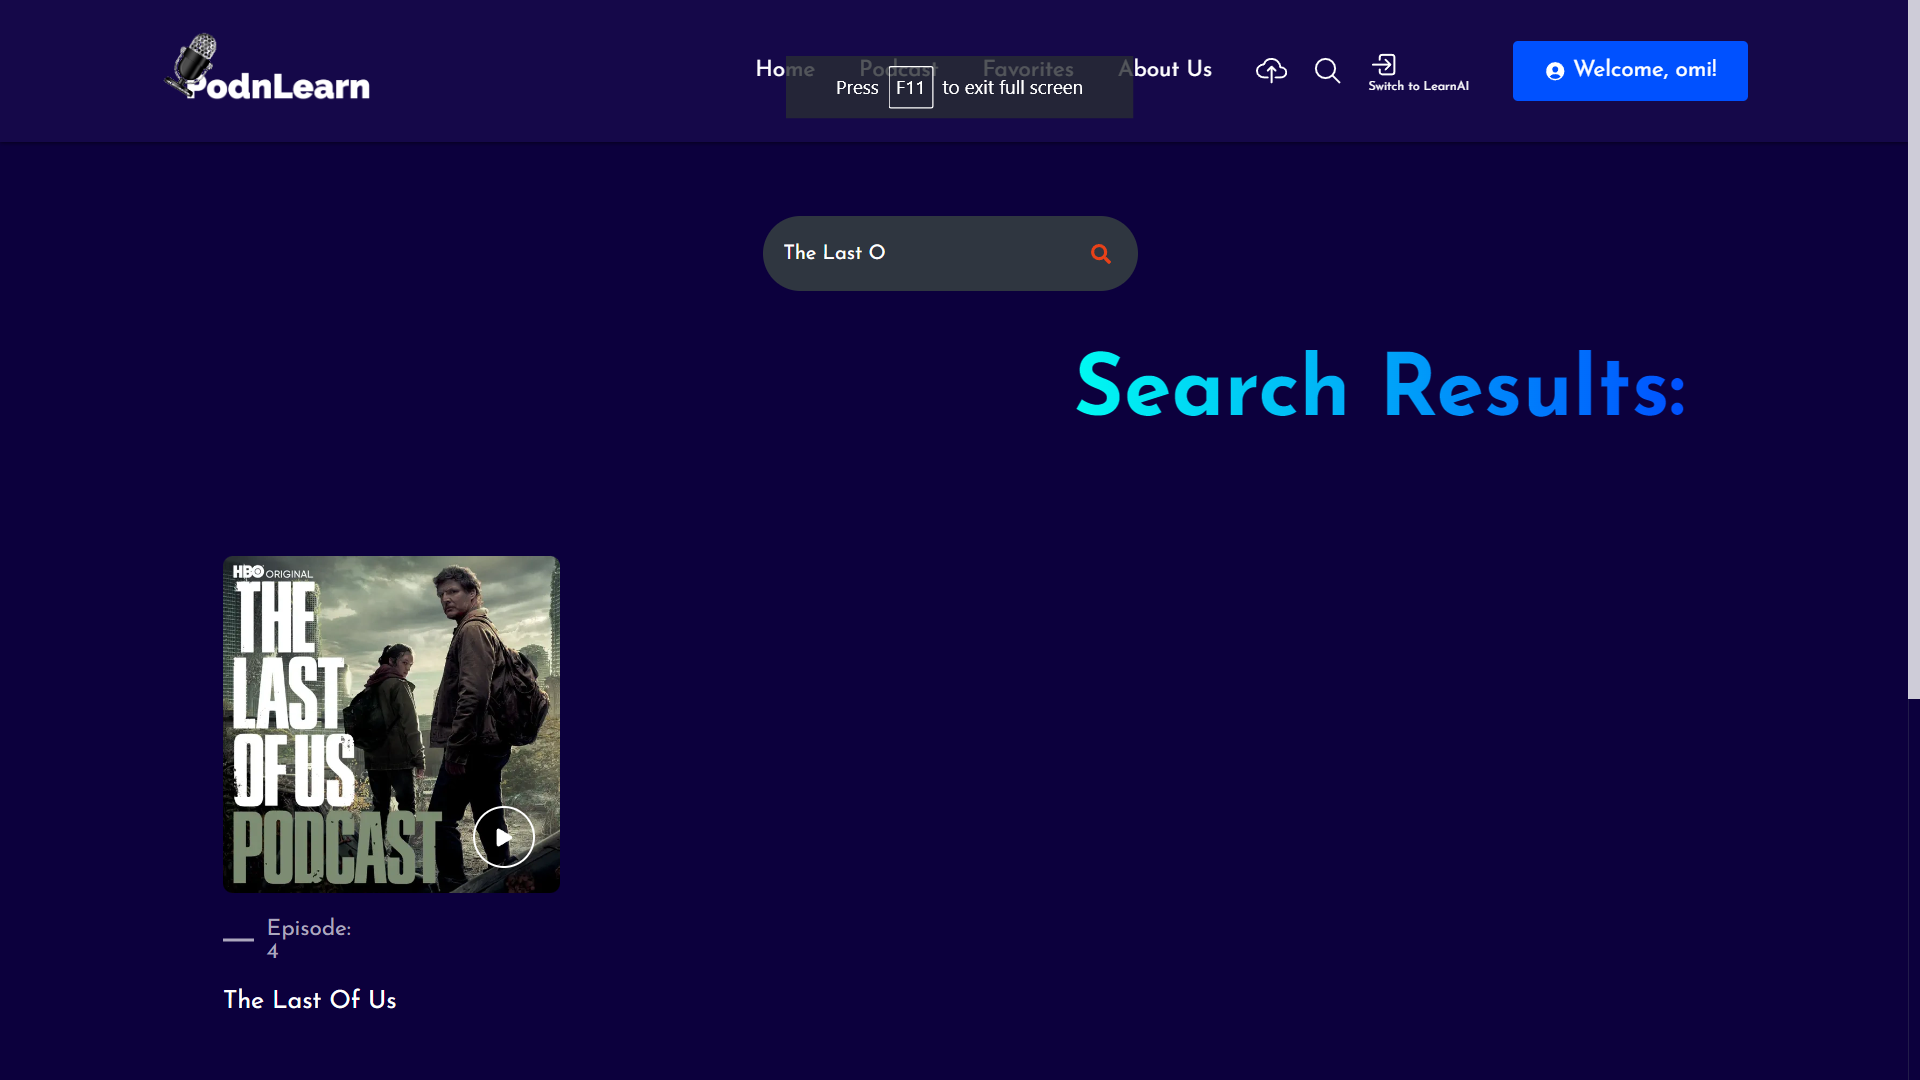 PodnLearn
Home Podcast Favorites About Us
Switch to LearnAI
Welcome, omi!
Press F11 to exit full screen
The Last O
Search Results:
HBO ORIGINAL
THE
LAST
OF US
PODCAST
Episode:
4
The Last Of Us